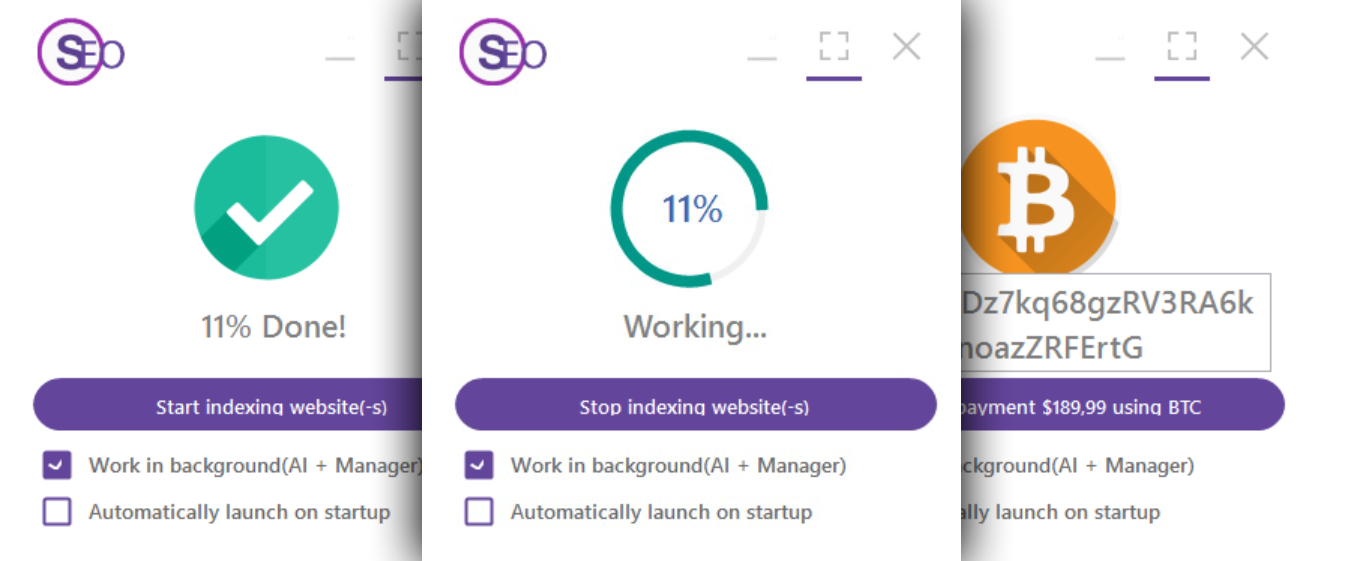 SEO
11% Done!
Start indexing website(-s)
Work in background(AI + Manager)
Automatically launch on startup
SEO
11%
Working...
Stop indexing website(-s)
Work in background(AI + Manager)
Automatically launch on startup
Dz7kq68gzRV3RA6k
noazZRFErtG
payment $189,99 using BTC
ckground(AI + Manager)
ally launch on startup